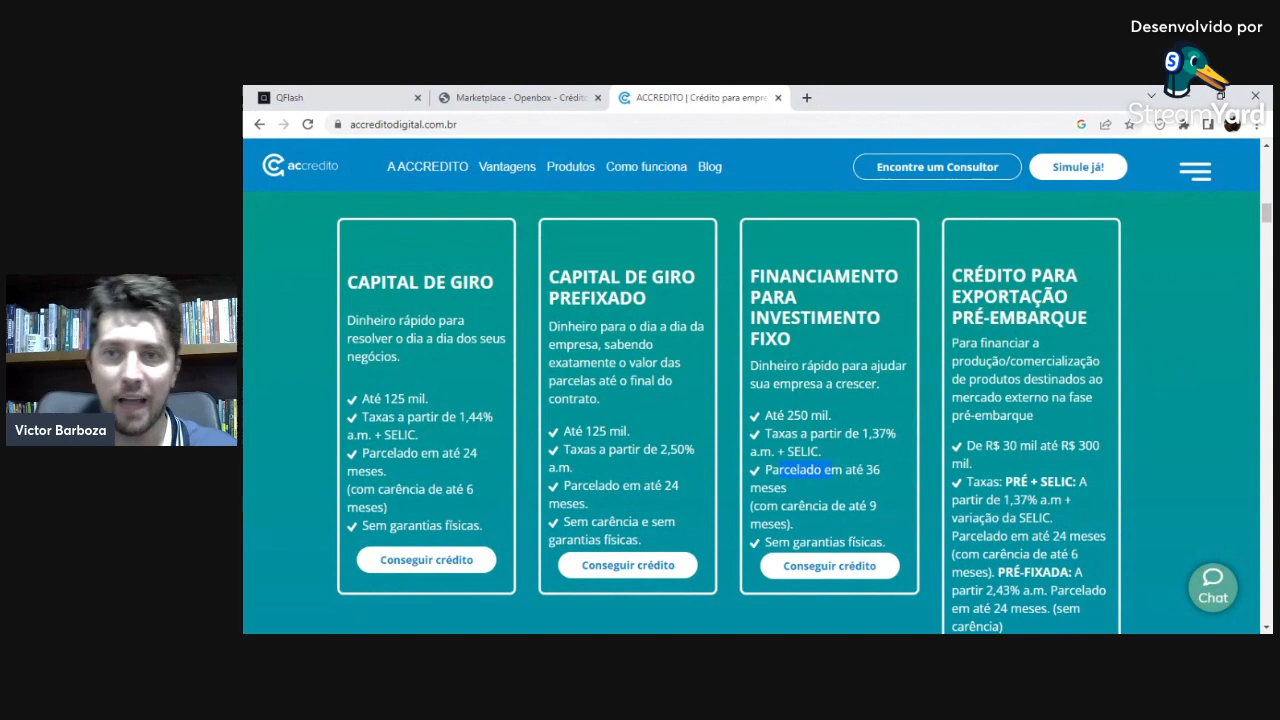 Desenvolvido por
S
StreamYard
QFlash
Marketplace - Openbox - Crédito
ACCREDITO | Crédito para empre
accreditodigital.com.br
accredito
A ACCREDITO
Vantagens
Produtos
Como funciona
Blog
Encontre um Consultor
Simule já!
CAPITAL DE GIRO
Dinheiro rápido para
resolver o dia a dia dos seus
negócios.
Até 125 mil.
Taxas a partir de 1,44%
a.m. + SELIC.
Parcelado em até 24
meses.
(com carência de até 6
meses)
Sem garantias físicas.
Conseguir crédito
CAPITAL DE GIRO
PREFIXADO
Dinheiro para o dia a dia da
empresa, sabendo
exatamente o valor das
parcelas até o final do
contrato.
Até 125 mil.
Taxas a partir de 2,50%
a.m.
Parcelado em até 24
meses.
Sem carência e sem
garantias físicas.
Conseguir crédito
FINANCIAMENTO
PARA
INVESTIMENTO
FIXO
Dinheiro rápido para ajudar
sua empresa a crescer.
Até 250 mil.
Taxas a partir de 1,37%
a.m. + SELIC.
Parcelado em até 36
meses
(com carência de até 9
meses).
Sem garantias físicas.
Conseguir crédito
CRÉDITO PARA
EXPORTAÇÃO
PRÉ-EMBARQUE
Para financiar a
produção/comercialização
de produtos destinados ao
mercado externo na fase
pré-embarque
De R$ 30 mil até R$ 300
mil.
Taxas: PRÉ + SELIC: A
partir de 1,37% a.m +
variação da SELIC.
Parcelado em até 24 meses
(com carência de até 6
meses). PRÉ-FIXADA: A
partir 2,43% a.m. Parcelado
em até 24 meses. (sem
carência)
Chat
Victor Barboza